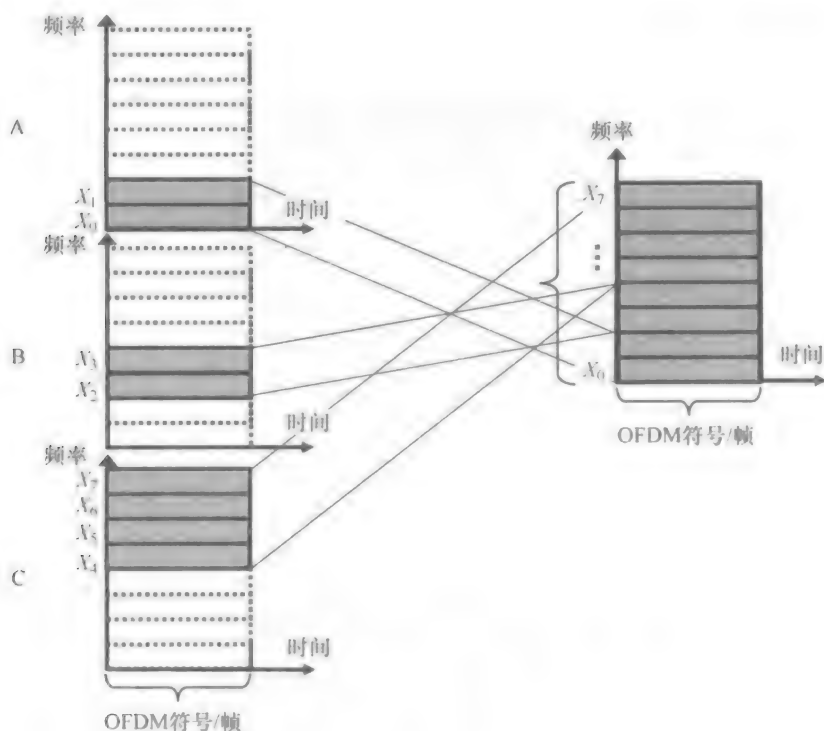 频率
A
X₁
X₀
时间
频率
B
X₃
X₂
时间
频率
X₇
X₆
X₅
X₄
C
时间
OFDM符号/帧
频率
X₇
⋮
X₀
时间
OFDM符号/帧